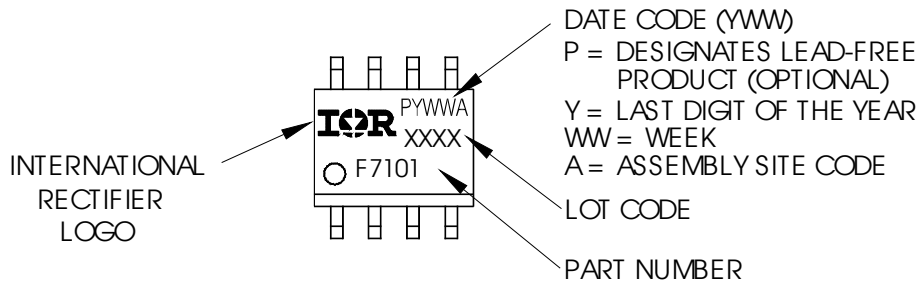 DATE CODE (YWW)
P = DESIGNATES LEAD-FREE
PRODUCT (OPTIONAL)
Y = LAST DIGIT OF THE YEAR
WW = WEEK
A = ASSEMBLY SITE CODE
LOT CODE
PART NUMBER
INTERNATIONAL
RECTIFIER
LOGO
PYWWA
IOR
XXXX
F7101